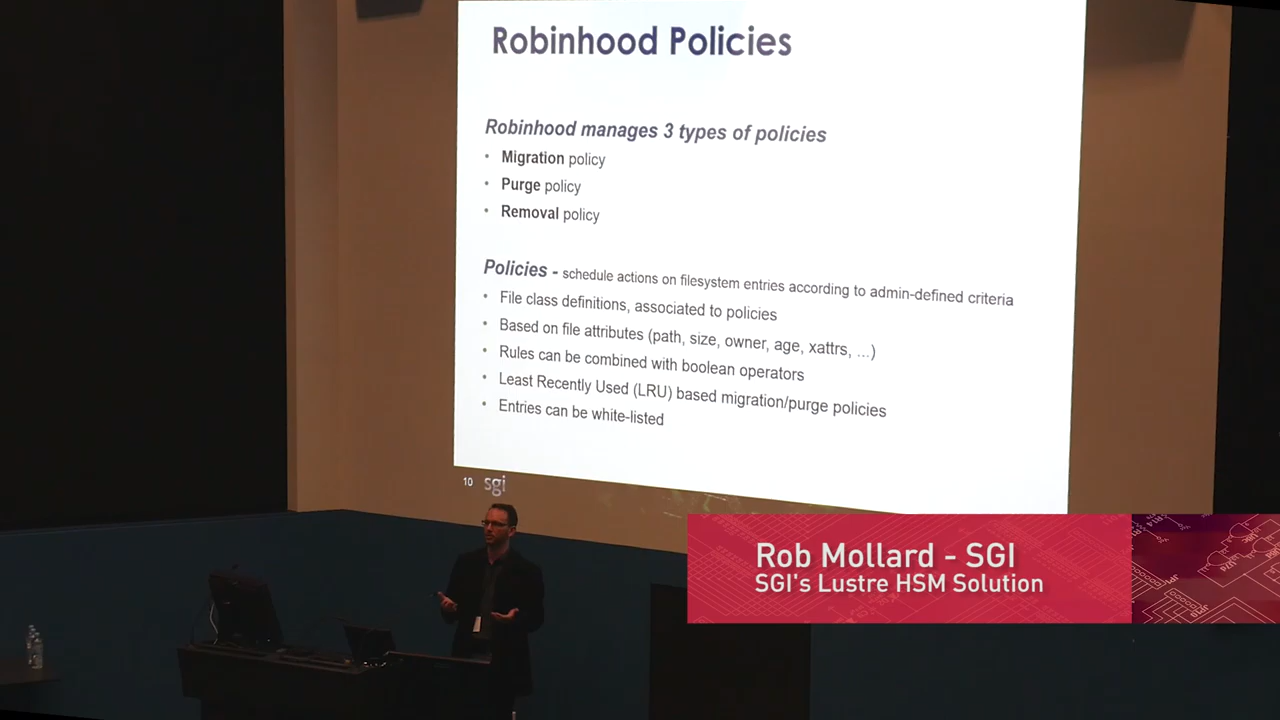 Robinhood Policies
Robinhood manages 3 types of policies
• Migration policy
• Purge policy
• Removal policy
Policies - schedule actions on filesystem entries according to admin-defined criteria
• File class definitions, associated to policies
• Based on file attributes (path, size, owner, age, xattrs, ...)
• Rules can be combined with boolean operators
• Least Recently Used (LRU) based migration/purge policies
• Entries can be white-listed
10 sgi
Rob Mollard - SGI
SGI's Lustre HSM Solution